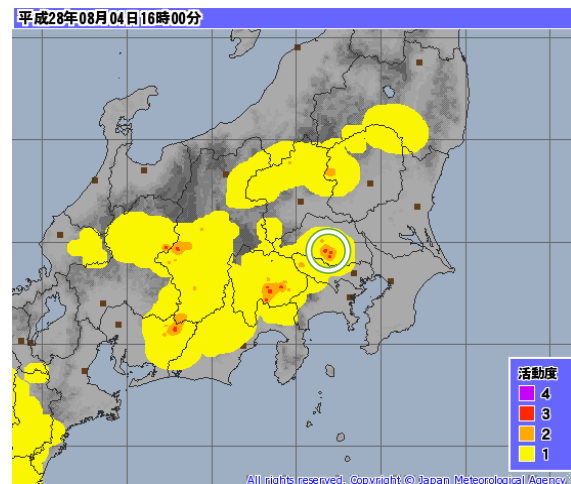 平成28年08月04日16時00分
活動度
4
3
2
1
All rights reserved. Copyright © Japan Meteorological Agency